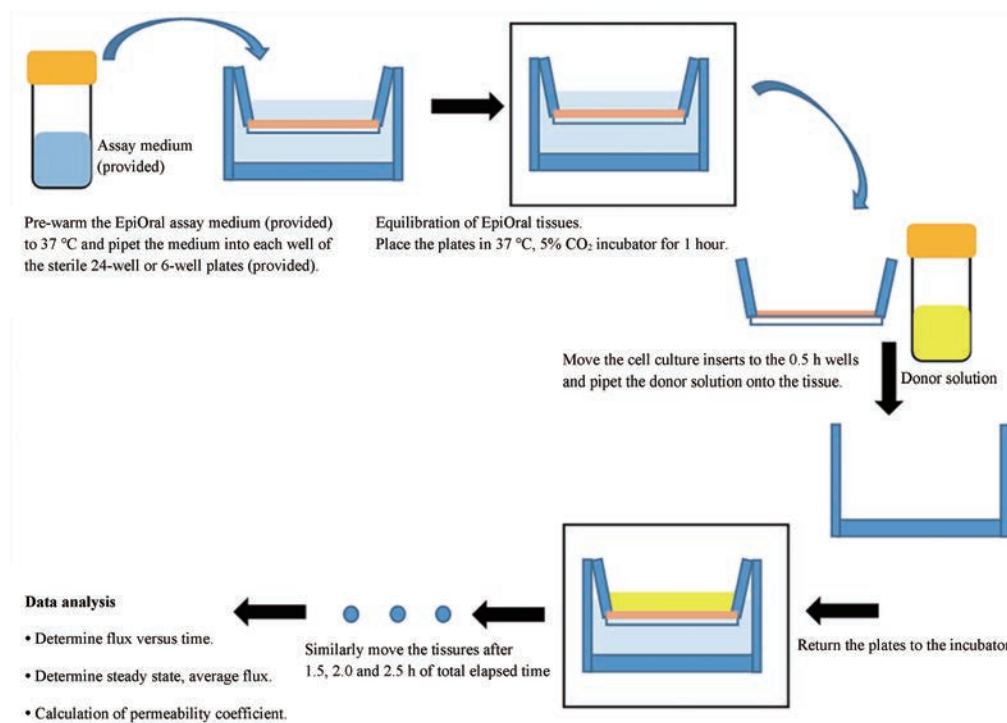 Assay medium
(provided)
Pre-warm the EpiOral assay medium (provided)
to 37 °C and pipet the medium into each well of
the sterile 24-well or 6-well plates (provided).
Equilibration of EpiOral tissues.
Place the plates in 37 °C, 5% CO₂ incubator for 1 hour.
Move the cell culture inserts to the 0.5 h wells
and pipet the donor solution onto the tissue.
Donor solution
Return the plates to the incubator
Similarly move the tissures after
1.5, 2.0 and 2.5 h of total elapsed time
Data analysis
• Determine flux versus time.
• Determine steady state, average flux.
• Calculation of permeability coefficient.